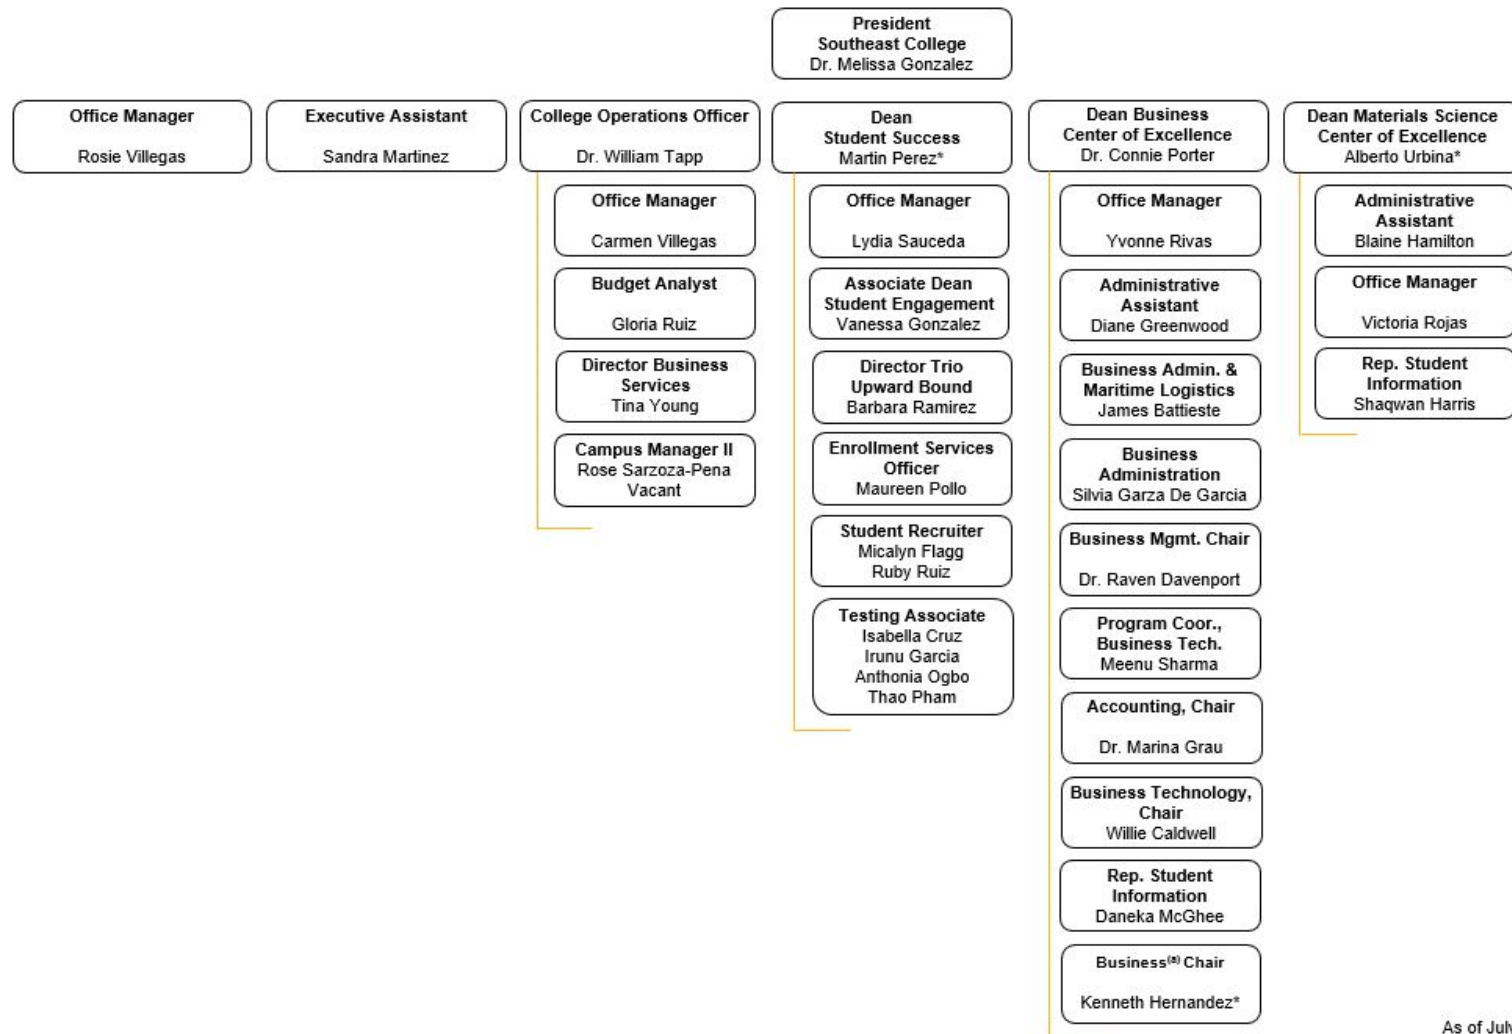 President
Southeast College
Dr. Melissa Gonzalez
Office Manager
Rosie Villegas
Executive Assistant
Sandra Martinez
College Operations Officer
Dr. William Tapp
Office Manager
Carmen Villegas
Budget Analyst
Gloria Ruiz
Director Business
Services
Tina Young
Campus Manager II
Rose Sarzoza-Pena
Vacant
Dean
Student Success
Martin Perez*
Office Manager
Lydia Sauceda
Associate Dean
Student Engagement
Vanessa Gonzalez
Director Trio
Upward Bound
Barbara Ramirez
Enrollment Services
Officer
Maureen Pollo
Student Recruiter
Micalyn Flagg
Ruby Ruiz
Testing Associate
Isabella Cruz
Irunu Garcia
Anthonia Ogbo
Thao Pham
Dean Business
Center of Excellence
Dr. Connie Porter
Office Manager
Yvonne Rivas
Administrative
Assistant
Diane Greenwood
Business Admin. &
Maritime Logistics
James Battieste
Business
Administration
Silvia Garza De Garcia
Business Mgmt. Chair
Dr. Raven Davenport
Program Coor.,
Business Tech.
Meenu Sharma
Accounting, Chair
Dr. Marina Grau
Business Technology,
Chair
Willie Caldwell
Rep. Student
Information
Daneka McGhee
Business⁽ᵃ⁾ Chair
Kenneth Hernandez*
Dean Materials Science
Center of Excellence
Alberto Urbina*
Administrative
Assistant
Blaine Hamilton
Office Manager
Victoria Rojas
Rep. Student
Information
Shaqwan Harris
As of July